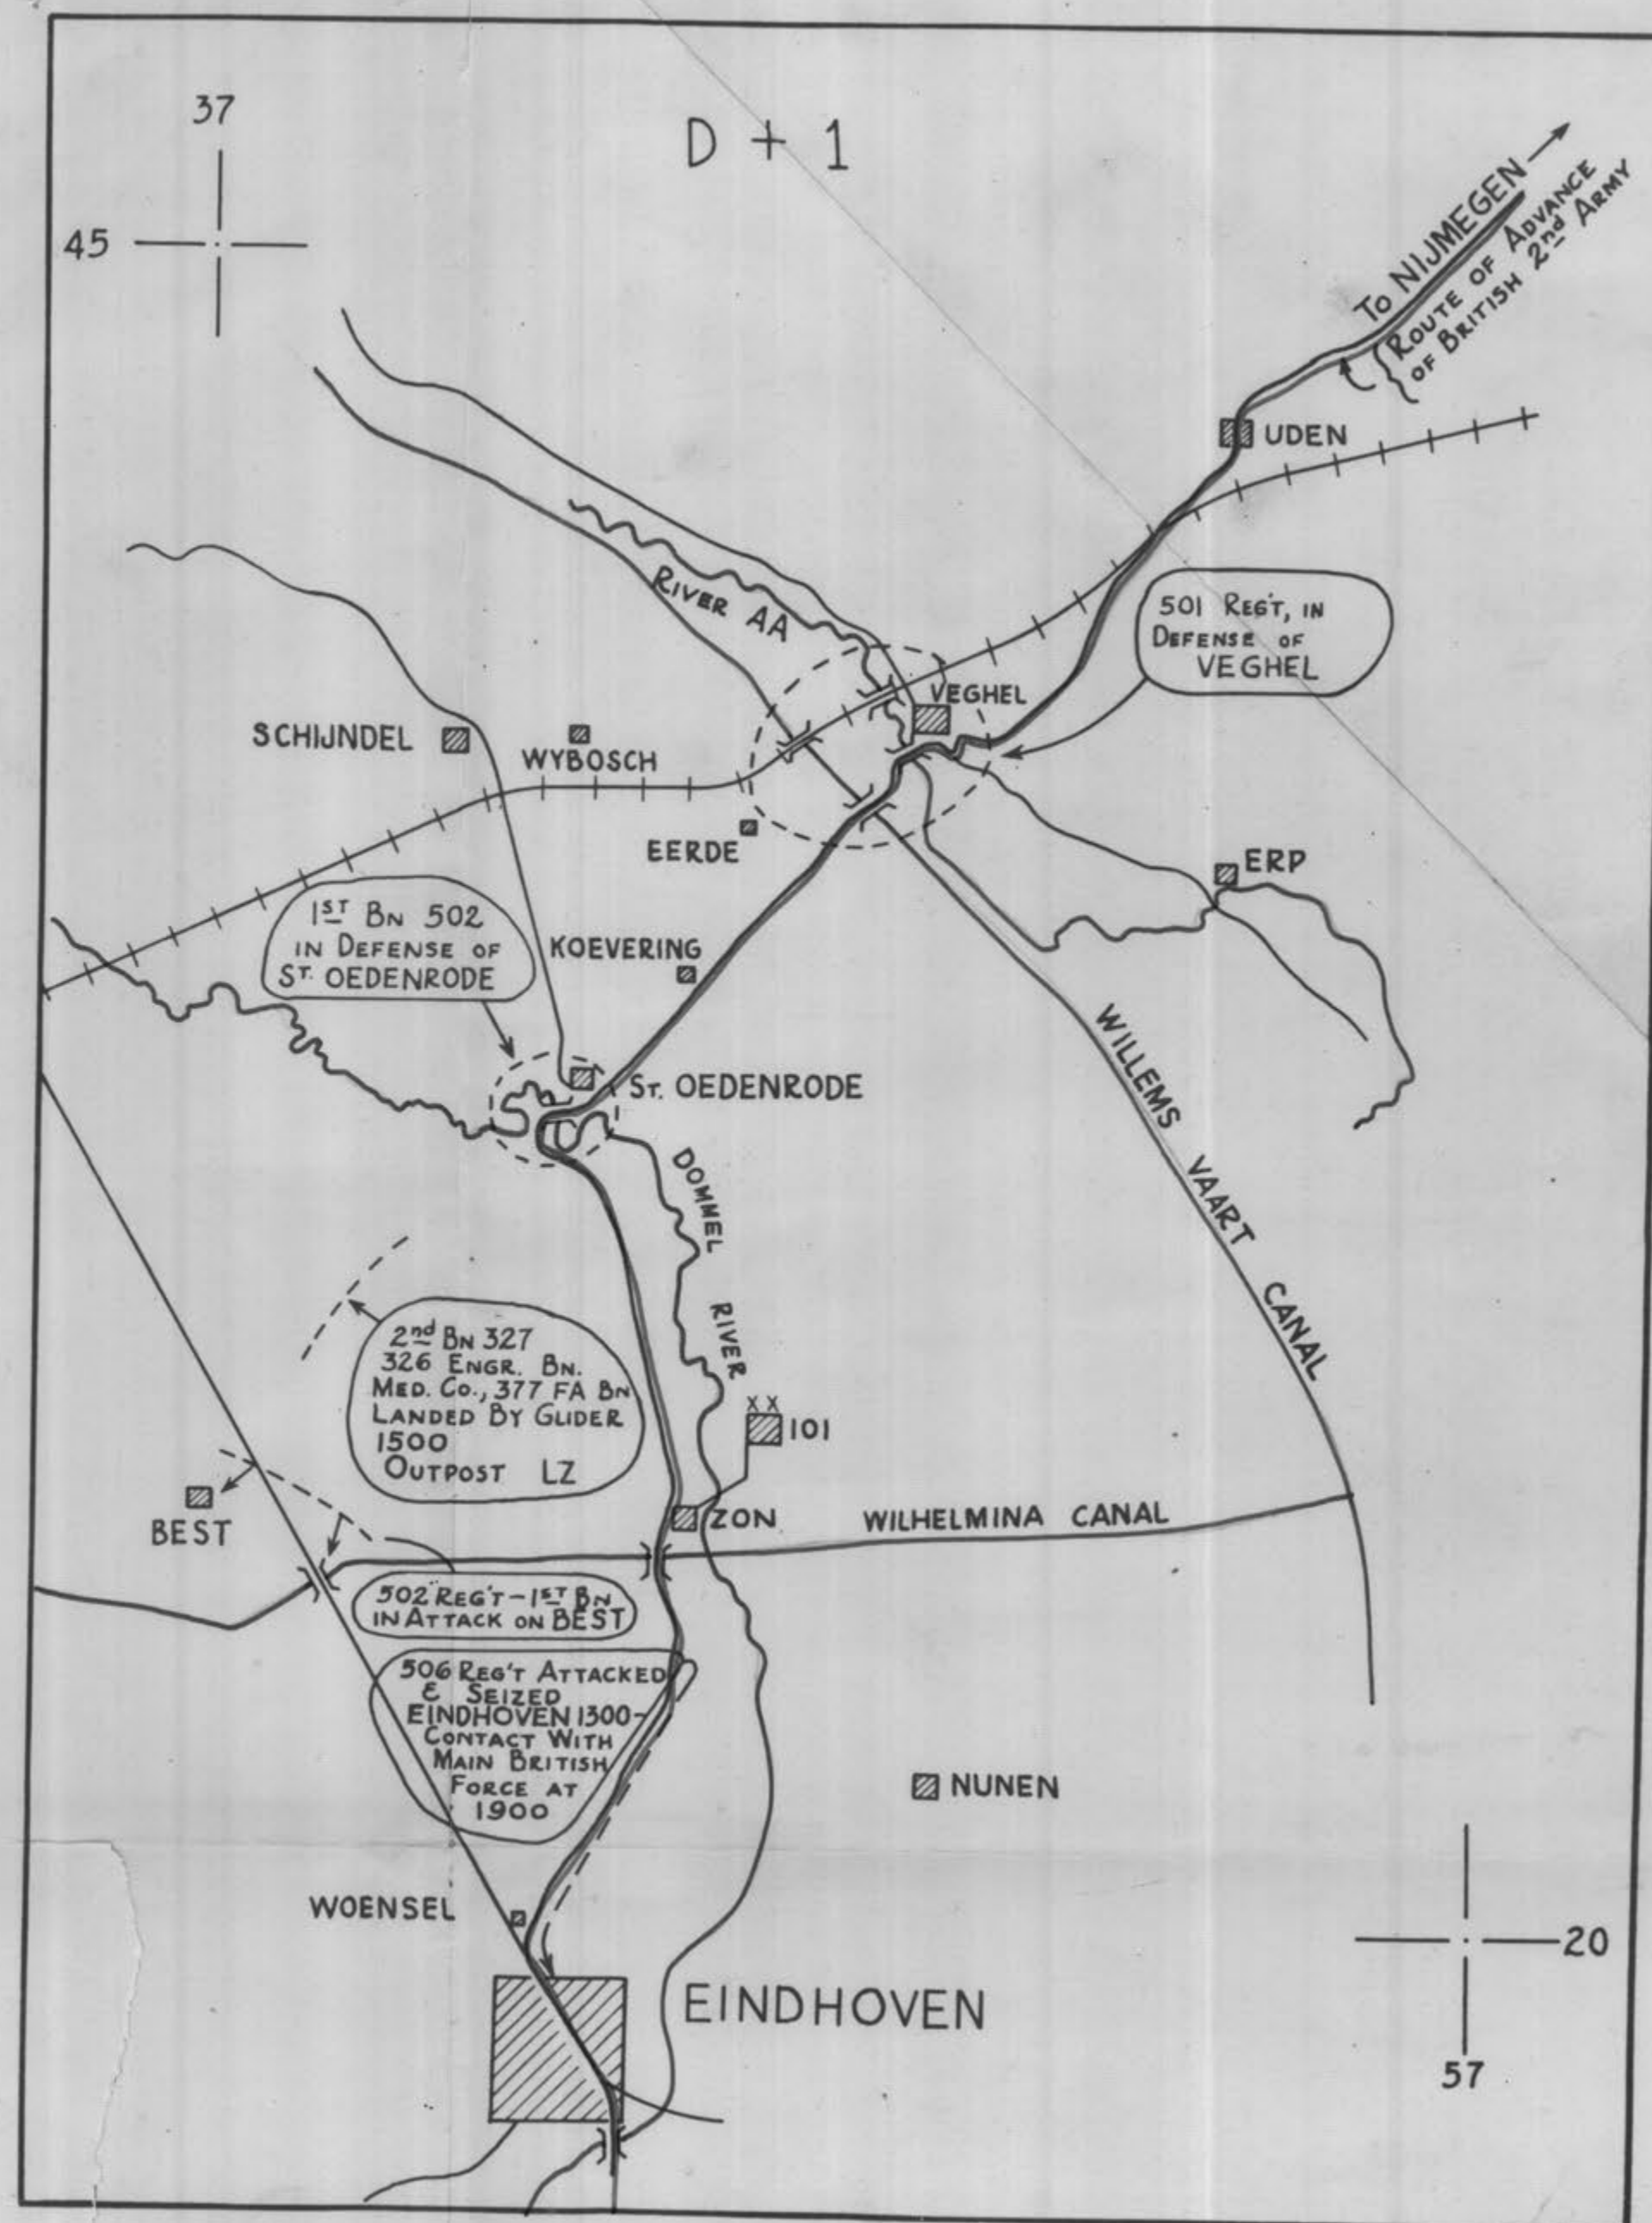 37
D + 1
45
To NIJMEGEN
ROUTE OF ADVANCE
OF BRITISH 2nd ARMY
UDEN
RIVER AA
501 REG'T, IN
DEFENSE OF
VEGHEL
VEGHEL
SCHIJNDEL
WYBOSCH
EERDE
ERP
1ST BN 502
IN DEFENSE OF
ST. OEDENRODE
KOEVERING
ST. OEDENRODE
WILLEMS VAART CANAL
DOMMEL RIVER
2nd BN 327
326 ENGR. BN.
MED. CO., 377 FA BN
LANDED BY GLIDER
1500
OUTPOST LZ
XX
101
BEST
ZON
WILHELMINA CANAL
502 REG'T - 1ST BN
IN ATTACK ON BEST
506 REG'T ATTACKED
& SEIZED
EINDHOVEN 1300-
CONTACT WITH
MAIN BRITISH
FORCE AT
1900
NUNEN
WOENSEL
20
EINDHOVEN
57